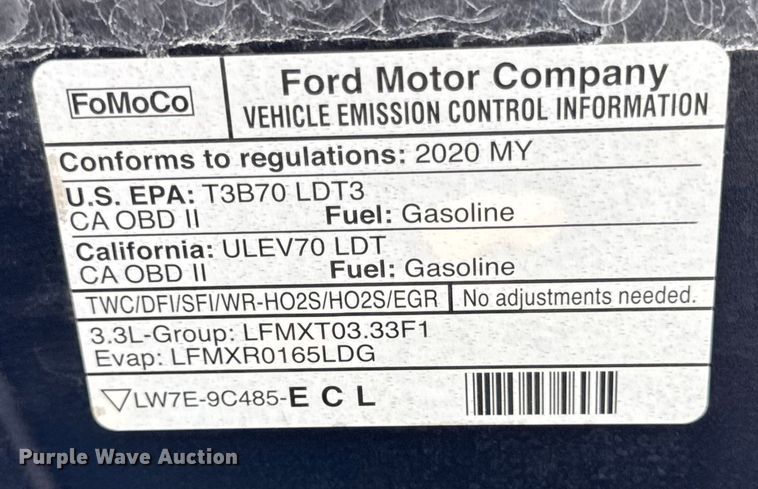 FoMoCo
Ford Motor Company
VEHICLE EMISSION CONTROL INFORMATION
Conforms to regulations: 2020 MY
U.S. EPA: T3B70 LDT3
CA OBD II Fuel: Gasoline
California: ULEV70 LDT
CA OBD II Fuel: Gasoline
TWC/DFI/SFI/WR-HO2S/HO2S/EGR No adjustments needed.
3.3L-Group: LFMXT03.33F1
Evap: LFMXR0165LDG
LW7E-9C485-E C L
Purple Wave Auction